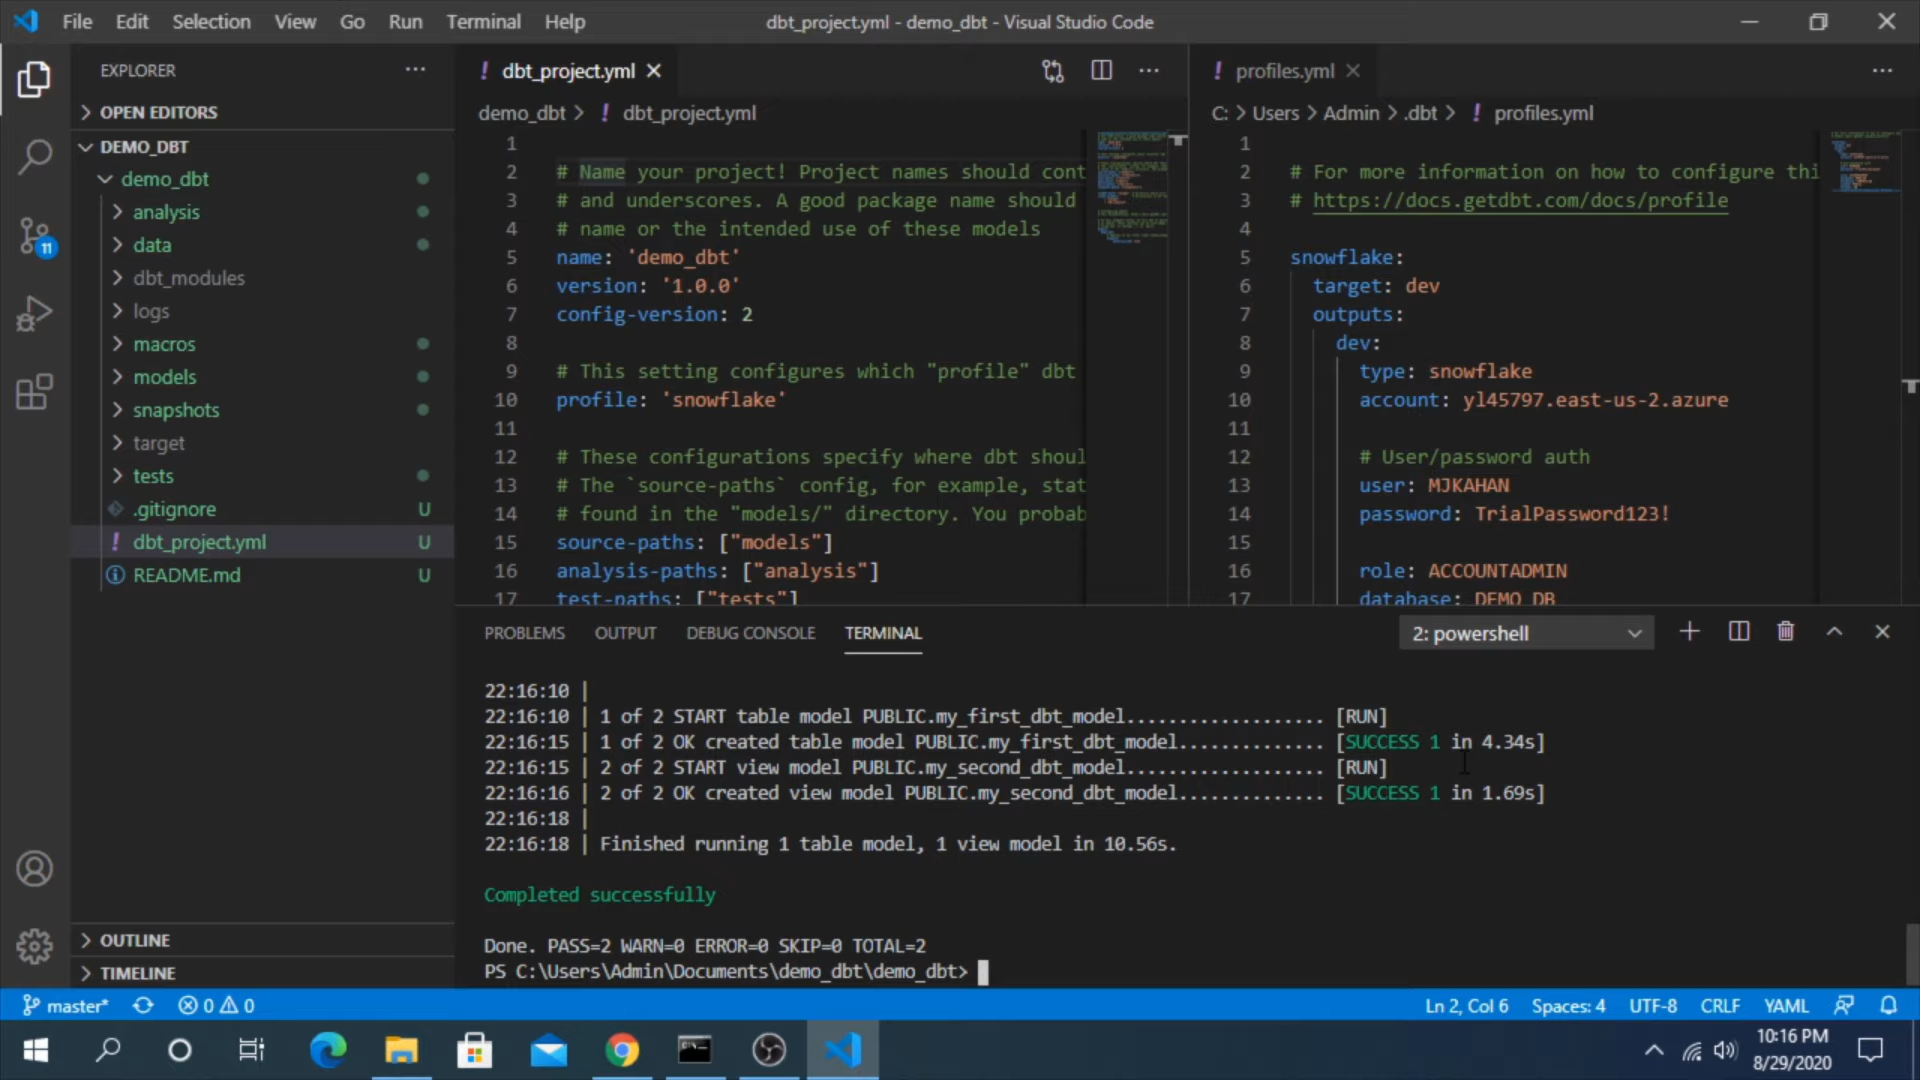 File Edit Selection View Go Run Terminal Help
dbt_project.yml - demo_dbt - Visual Studio Code
EXPLORER
OPEN EDITORS
DEMO_DBT
demo_dbt
analysis
data
dbt_modules
logs
macros
models
snapshots
target
tests
.gitignore U
! dbt_project.yml U
README.md U
OUTLINE
TIMELINE
11
! dbt_project.yml
demo_dbt > ! dbt_project.yml
1
2 # Name your project! Project names should cont
3 # and underscores. A good package name should
4 # name or the intended use of these models
5 name: 'demo_dbt'
6 version: '1.0.0'
7 config-version: 2
8
9 # This setting configures which "profile" dbt
10 profile: 'snowflake'
11
12 # These configurations specify where dbt shoul
13 # The `source-paths` config, for example, stat
14 # found in the "models/" directory. You probab
15 source-paths: ["models"]
16 analysis-paths: ["analysis"]
17 test-paths: ["tests"]
! profiles.yml
C: > Users > Admin > .dbt > ! profiles.yml
1
2 # For more information on how to configure thi
3 # https://docs.getdbt.com/docs/profile
4
5 snowflake:
6 target: dev
7 outputs:
8 dev:
9 type: snowflake
10 account: yl45797.east-us-2.azure
11
12 # User/password auth
13 user: MJKAHAN
14 password: TrialPassword123!
15
16 role: ACCOUNTADMIN
17 database: DEMO_DB
PROBLEMS OUTPUT DEBUG CONSOLE TERMINAL
2: powershell
22:16:10 |
22:16:10 | 1 of 2 START table model PUBLIC.my_first_dbt_model................... [RUN]
22:16:15 | 1 of 2 OK created table model PUBLIC.my_first_dbt_model.............. [SUCCESS 1 in 4.34s]
22:16:15 | 2 of 2 START view model PUBLIC.my_second_dbt_model................... [RUN]
22:16:16 | 2 of 2 OK created view model PUBLIC.my_second_dbt_model.............. [SUCCESS 1 in 1.69s]
22:16:18 |
22:16:18 | Finished running 1 table model, 1 view model in 10.56s.
Completed successfully
Done. PASS=2 WARN=0 ERROR=0 SKIP=0 TOTAL=2
PS C:\Users\Admin\Documents\demo_dbt\demo_dbt>
master* 0 0
Ln 2, Col 6 Spaces: 4 UTF-8 CRLF YAML
10:16 PM
8/29/2020